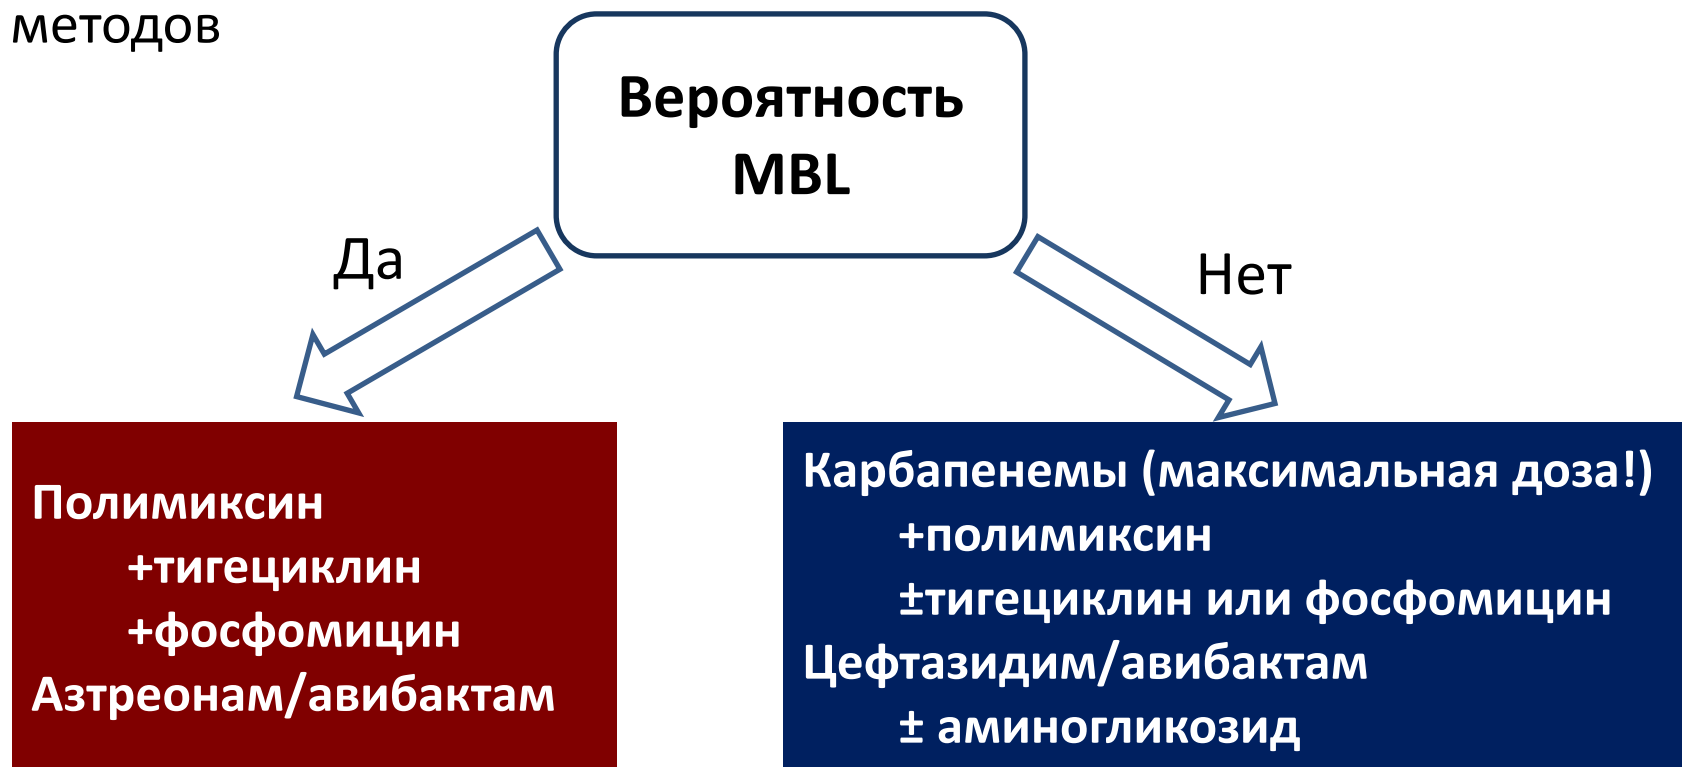 методов
Вероятность
MBL
Да
Нет
Полимиксин
+тигециклин
+фосфомицин
Азтреонам/авибактам
Карбапенемы (максимальная доза!)
+полимиксин
±тигециклин или фосфомицин
Цефтазидим/авибактам
± аминогликозид